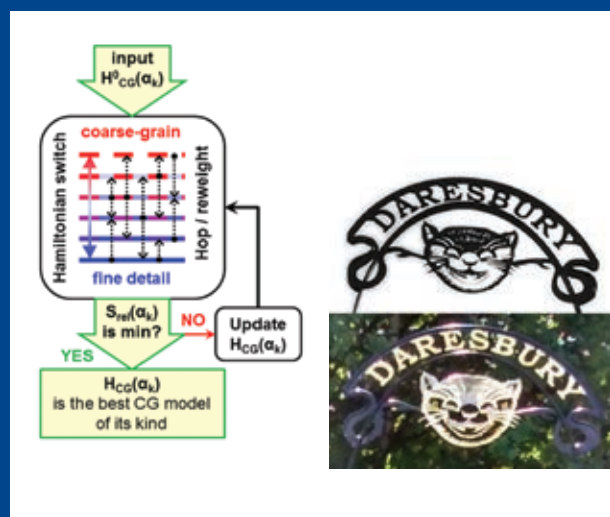 input
H⁰CG(αk)
coarse-grain
Hamiltonian switch
Hop / reweight
fine detail
Srel(αk)
is min?
NO
YES
Update
HCG(αk)
HCG(αk)
is the best CG model
of its kind
DARESBURY
DARESBURY